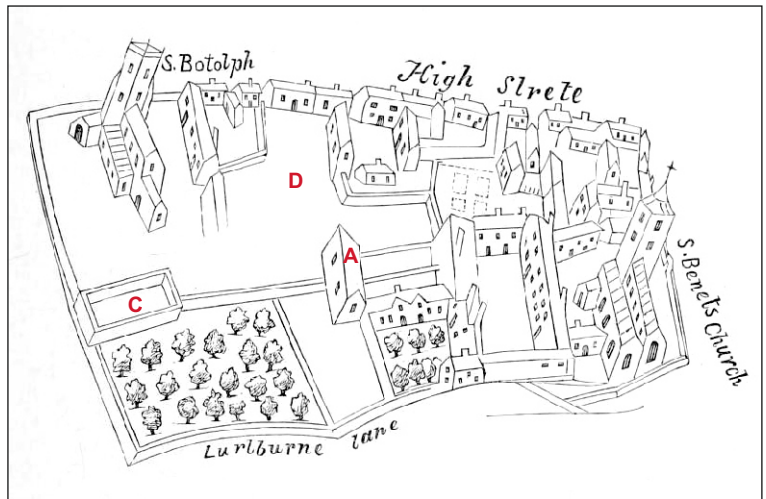 S. Botolph
High Strete
D
A
C
S. Benets Church
Lurlburne lane